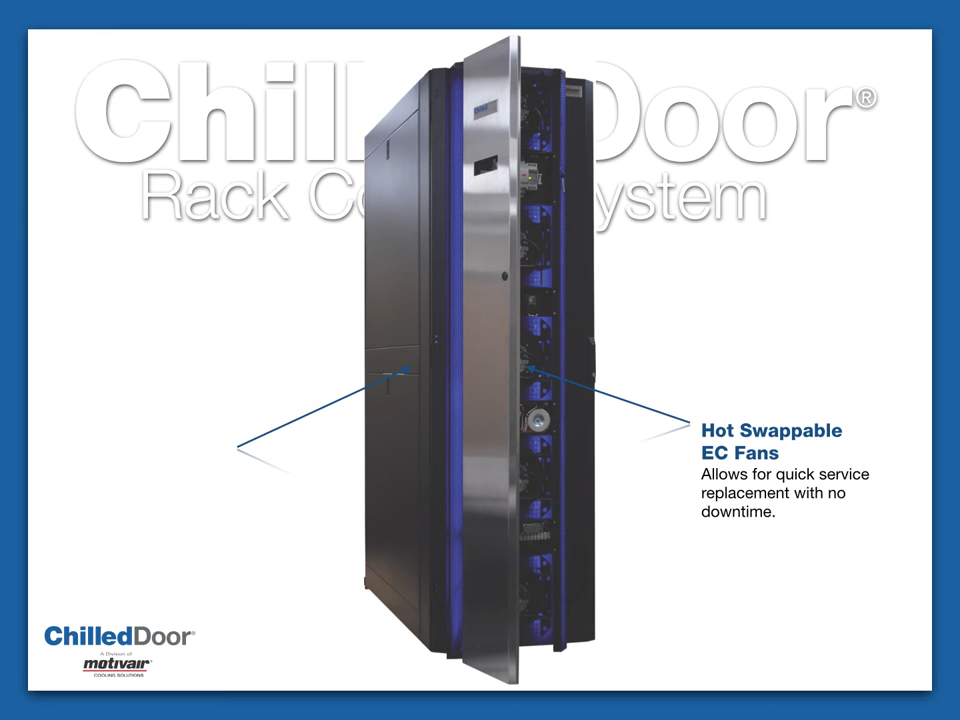 Chil Door®
Rack Co ystem
Chilled
Hot Swappable
EC Fans
Allows for quick service
replacement with no
downtime.
ChilledDoor®
A Division of
motivair®
COOLING SOLUTIONS